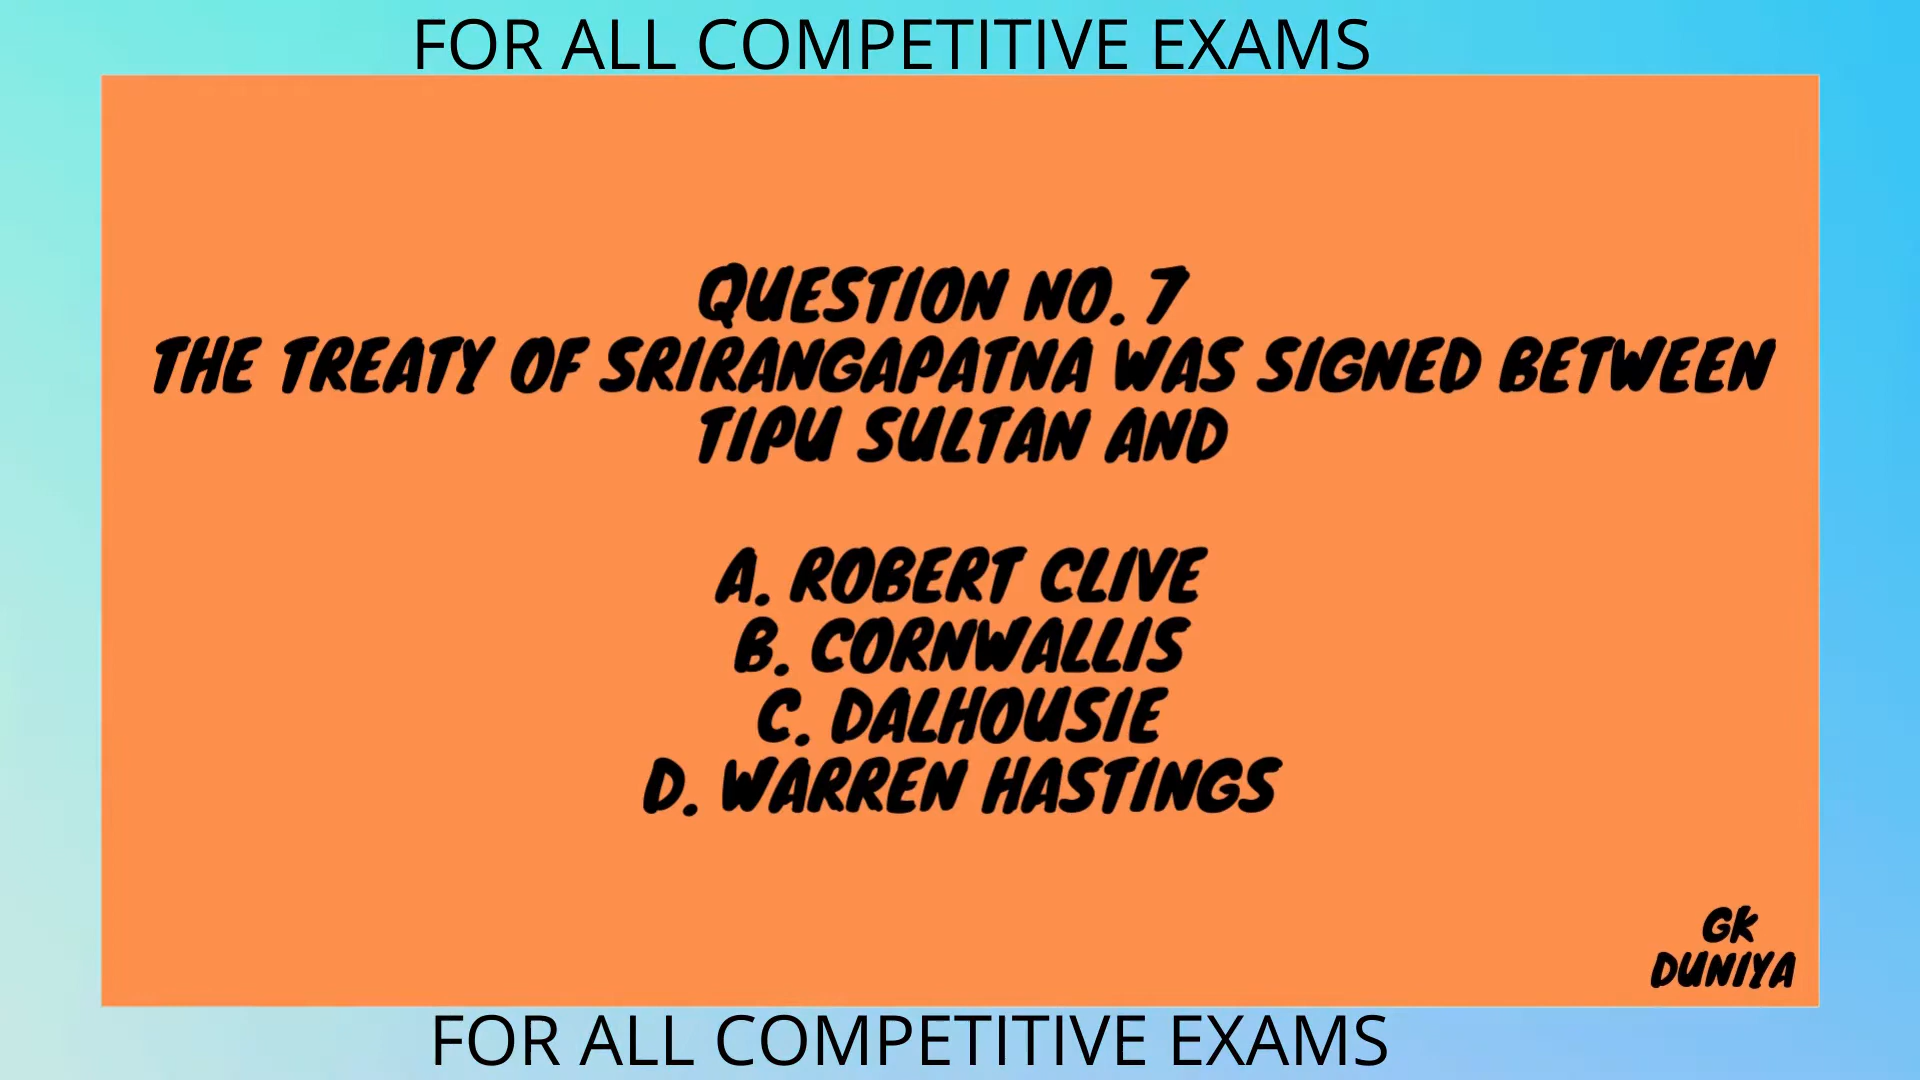 FOR ALL COMPETITIVE EXAMS
QUESTION NO. 7
THE TREATY OF SRIRANGAPATNA WAS SIGNED BETWEEN
TIPU SULTAN AND
A. ROBERT CLIVE
B. CORNWALLIS
C. DALHOUSIE
D. WARREN HASTINGS
GK
DUNIYA
FOR ALL COMPETITIVE EXAMS